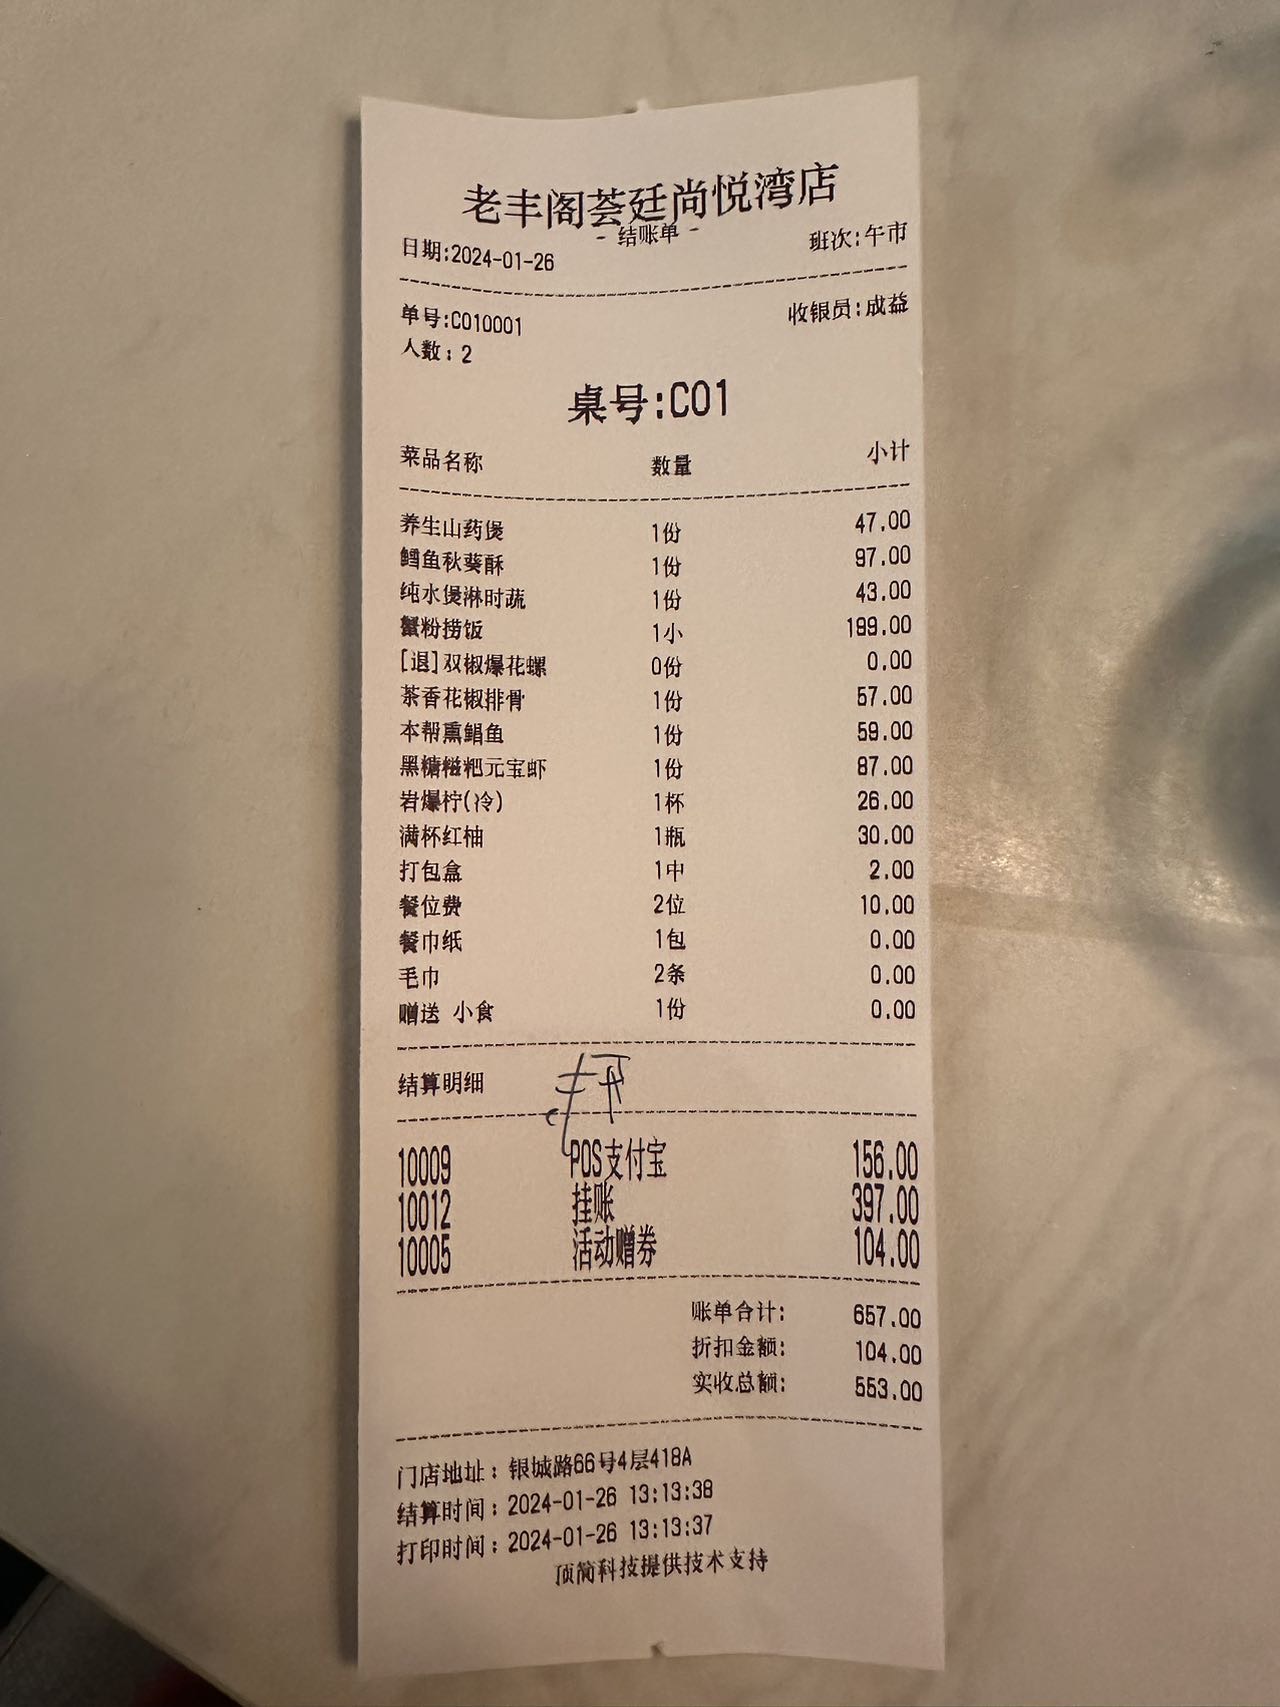 老丰阁荟廷尚悦湾店
- 结账单 -
日期:2024-01-26 班次:午市
单号:C010001 收银员:成益
人数: 2
桌号:C01
菜品名称 数量 小计
养生山药煲 1份 47.00
鳕鱼秋葵酥 1份 97.00
纯水煲淋时蔬 1份 43.00
蟹粉捞饭 1小 199.00
[退]双椒爆花螺 0份 0.00
茶香花椒排骨 1份 57.00
本帮熏鲳鱼 1份 59.00
黑糖糍粑元宝虾 1份 87.00
岩爆柠(冷) 1杯 26.00
满杯红柚 1瓶 30.00
打包盒 1中 2.00
餐位费 2位 10.00
餐巾纸 1包 0.00
毛巾 2条 0.00
赠送 小食 1份 0.00
结算明细
10009 POS支付宝 156.00
10012 挂账 397.00
10005 活动赠券 104.00
账单合计: 657.00
折扣金额: 104.00
实收总额: 553.00
门店地址: 银城路66号4层418A
结算时间: 2024-01-26 13:13:38
打印时间: 2024-01-26 13:13:37
顶简科技提供技术支持